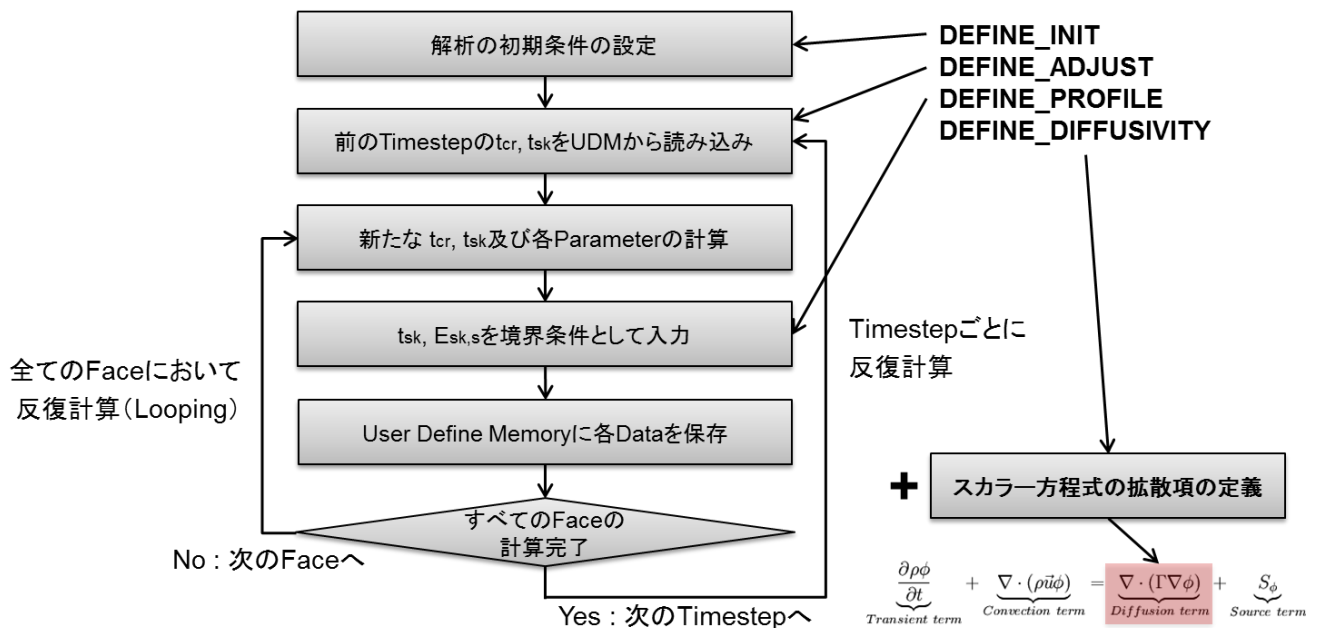 解析の初期条件の設定
前のTimestepのtcr, tskをUDMから読み込み
新たな tcr, tsk及び各Parameterの計算
tsk, Esk,sを境界条件として入力
User Define Memoryに各Dataを保存
すべてのFaceの
計算完了
全てのFaceにおいて
反復計算（Looping）
No : 次のFaceへ
Yes : 次のTimestepへ
Timestepごとに
反復計算
DEFINE_INIT
DEFINE_ADJUST
DEFINE_PROFILE
DEFINE_DIFFUSIVITY
+ スカラー方程式の拡散項の定義
∂ρϕ/∂t + ∇·(ρu⃗ϕ) = ∇·(Γ∇ϕ) + Sϕ
Transient term Convection term Diffusion term Source term